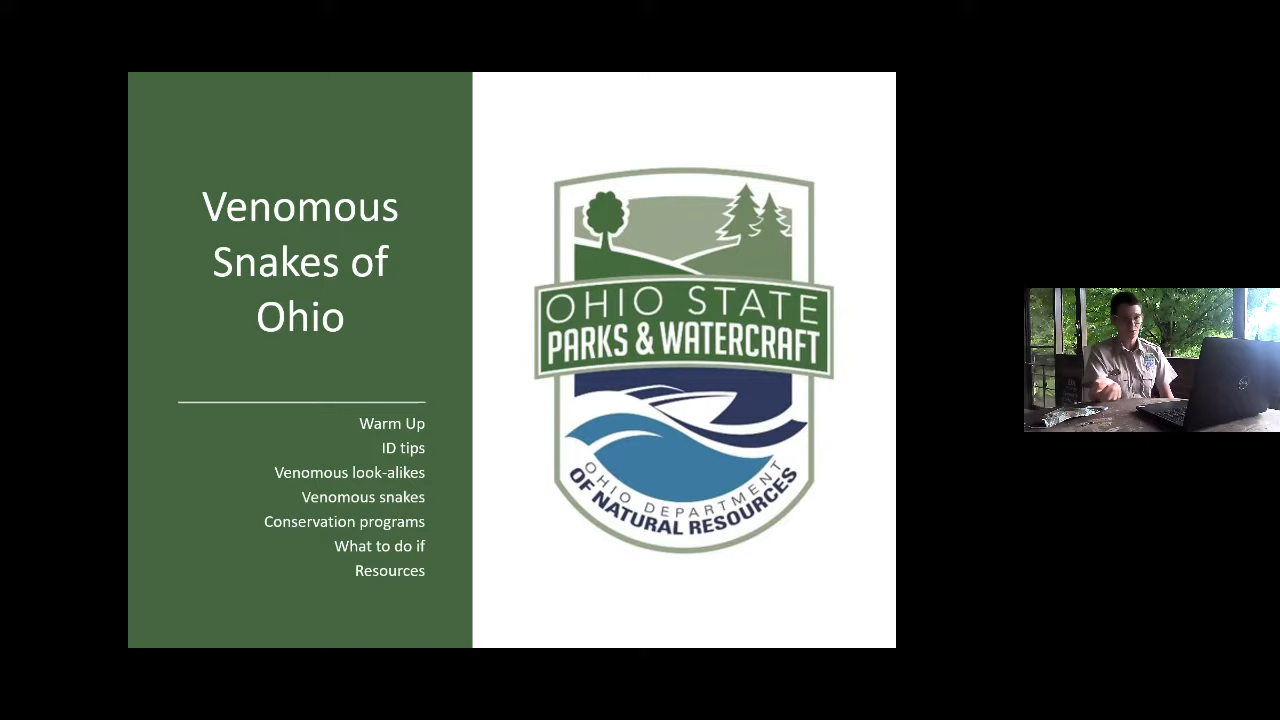 Venomous
Snakes of
Ohio
Warm Up
ID tips
Venomous look-alikes
Venomous snakes
Conservation programs
What to do if
Resources
OHIO STATE
PARKS & WATERCRAFT
OHIO DEPARTMENT
OF NATURAL RESOURCES